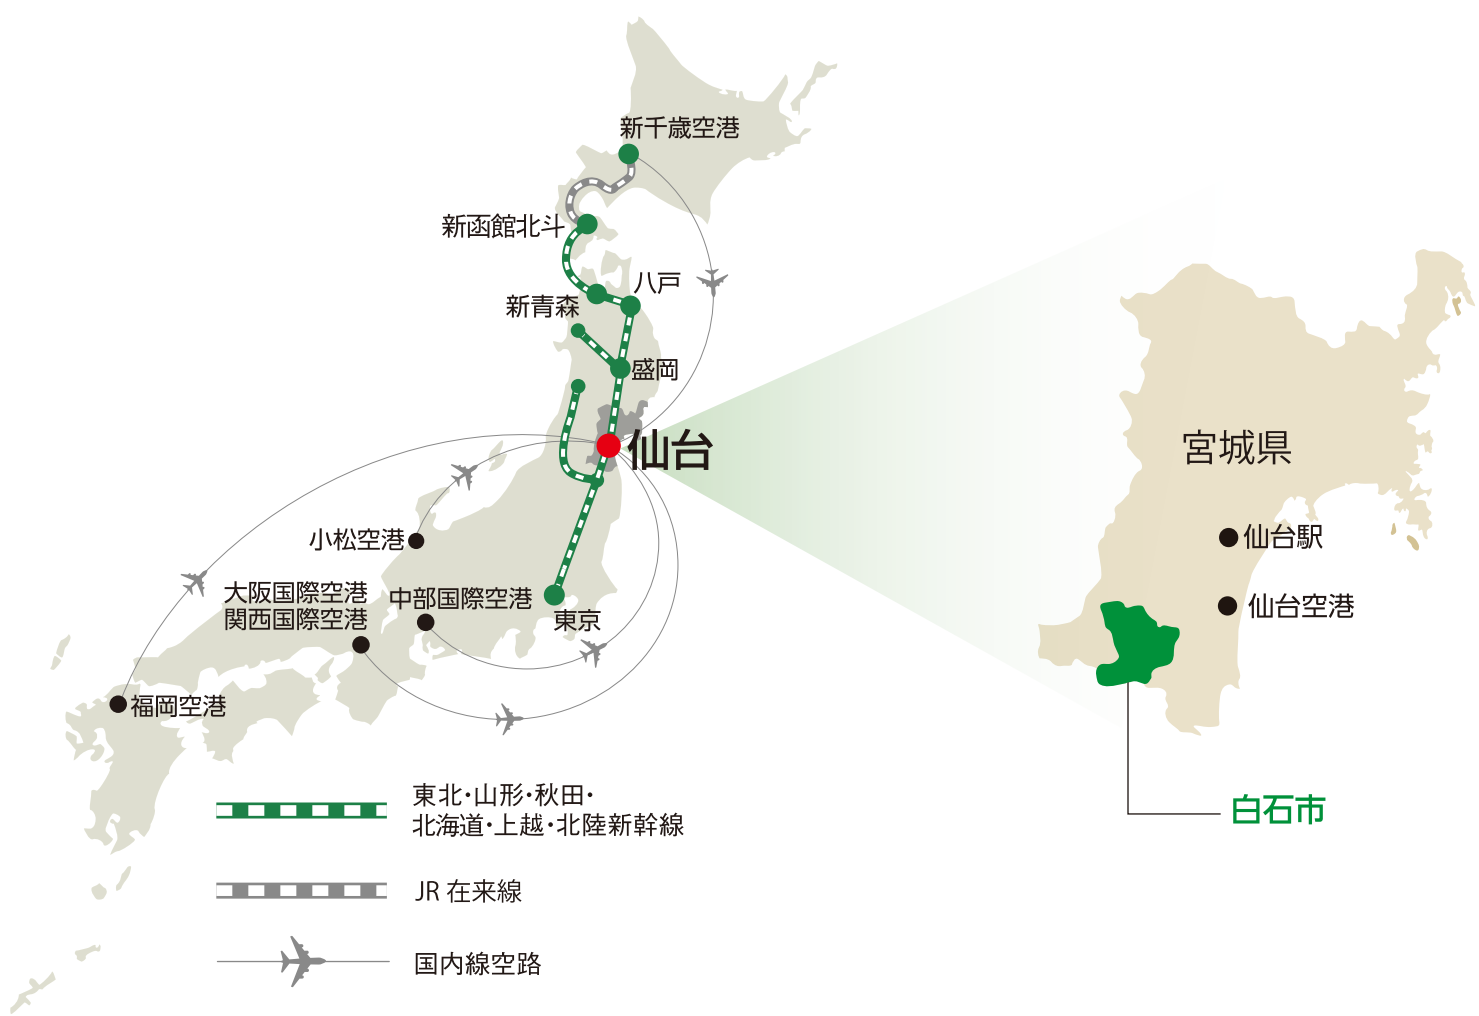 新千歳空港
新函館北斗
八戸
新青森
盛岡
仙台
小松空港
大阪国際空港
関西国際空港
中部国際空港
東京
福岡空港
宮城県
仙台駅
仙台空港
白石市
東北・山形・秋田・
北海道・上越・北陸新幹線
JR 在来線
国内線空路